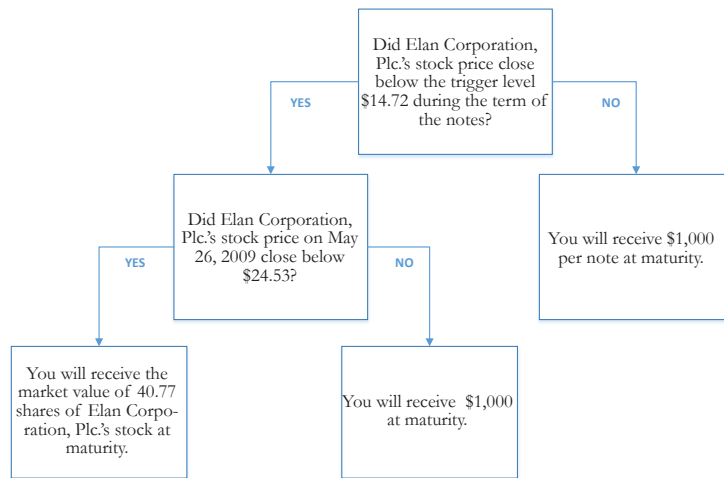 Did Elan Corporation,
Plc.'s stock price close
below the trigger level
$14.72 during the term of
the notes?
YES
NO
Did Elan Corporation,
Plc.'s stock price on May
26, 2009 close below
$24.53?
You will receive $1,000
per note at maturity.
YES
NO
You will receive the
market value of 40.77
shares of Elan Corpo-
ration, Plc.'s stock at
maturity.
You will receive $1,000
at maturity.